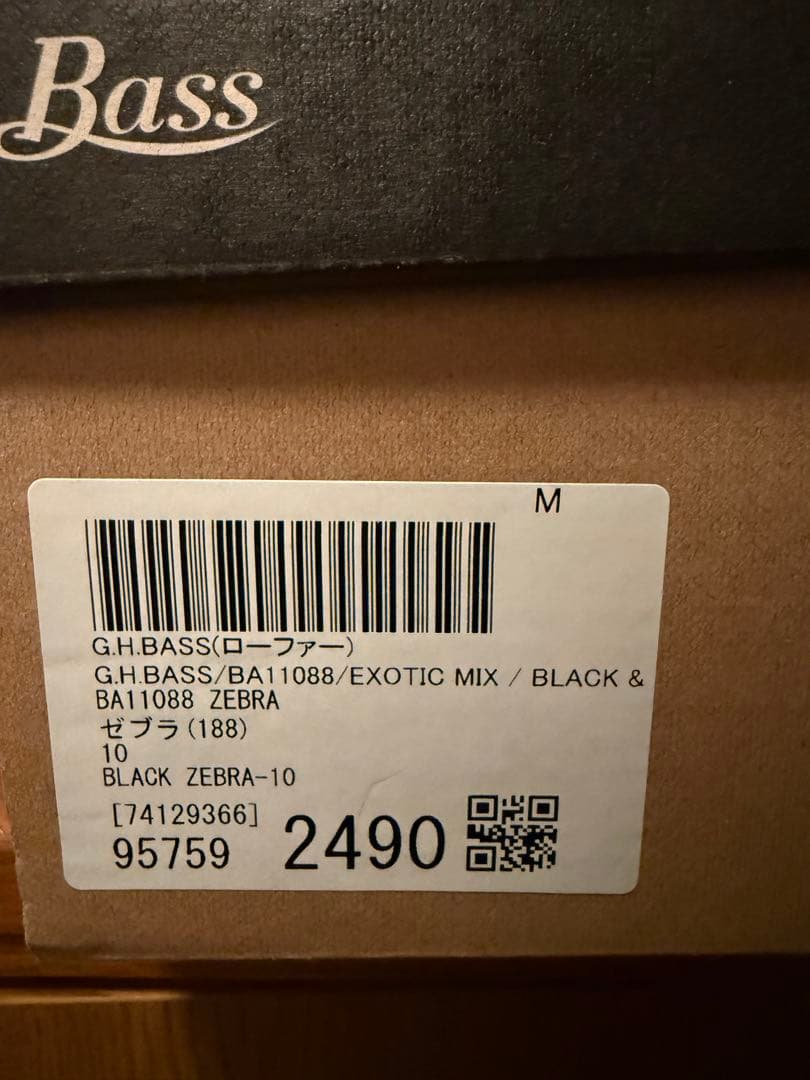 Bass
M
G.H.BASS(ローファー)
G.H.BASS/BA11088/EXOTIC MIX / BLACK &
BA11088 ZEBRA
ゼブラ(188)
10
BLACK ZEBRA-10
[74129366]
95759 2490